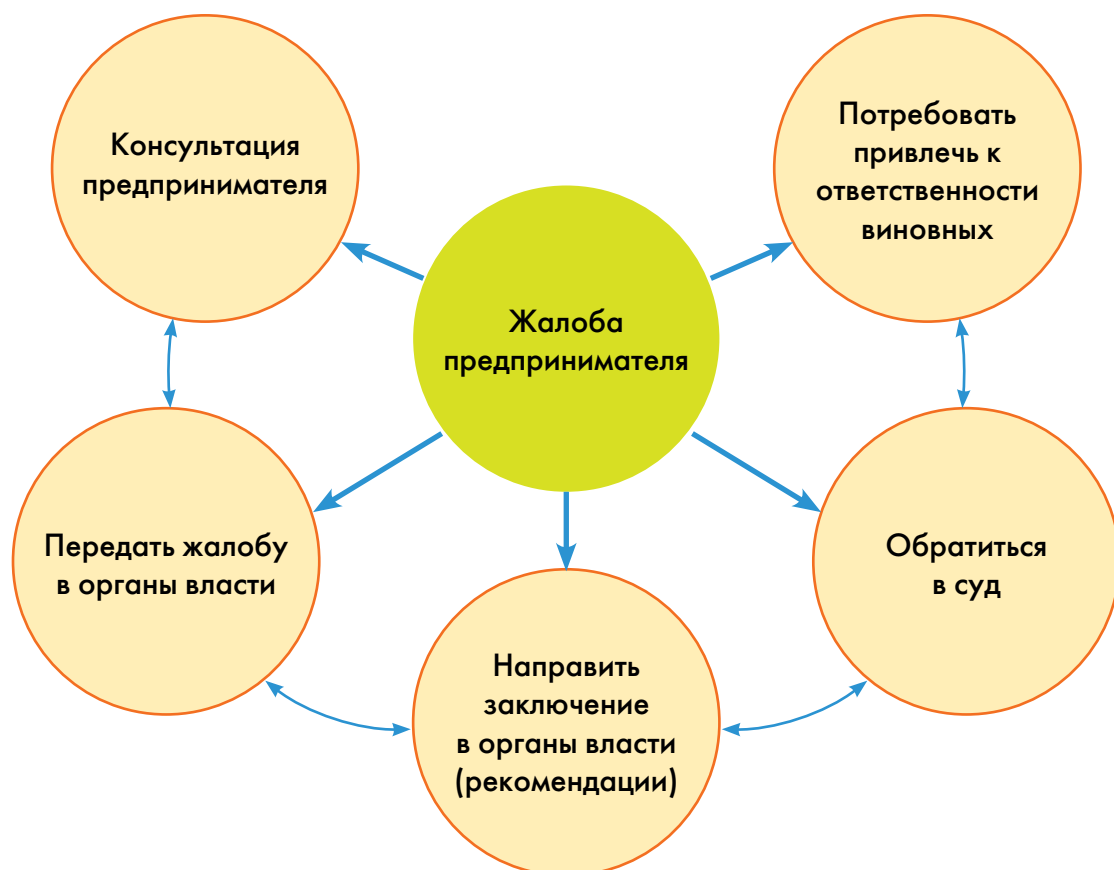 Консультация
предпринимателя
Потребовать
привлечь к
ответственности
виновных
Жалоба
предпринимателя
Передать жалобу
в органы власти
Обратиться
в суд
Направить
заключение
в органы власти
(рекомендации)